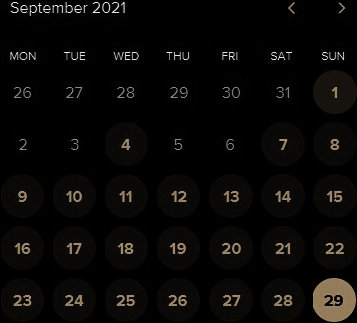 September 2021
MON TUE WED THU FRI SAT SUN
26 27 28 29 30 31 1
2 3 4 5 6 7 8
9 10 11 12 13 14 15
16 17 18 19 20 21 22
23 24 25 26 27 28 29